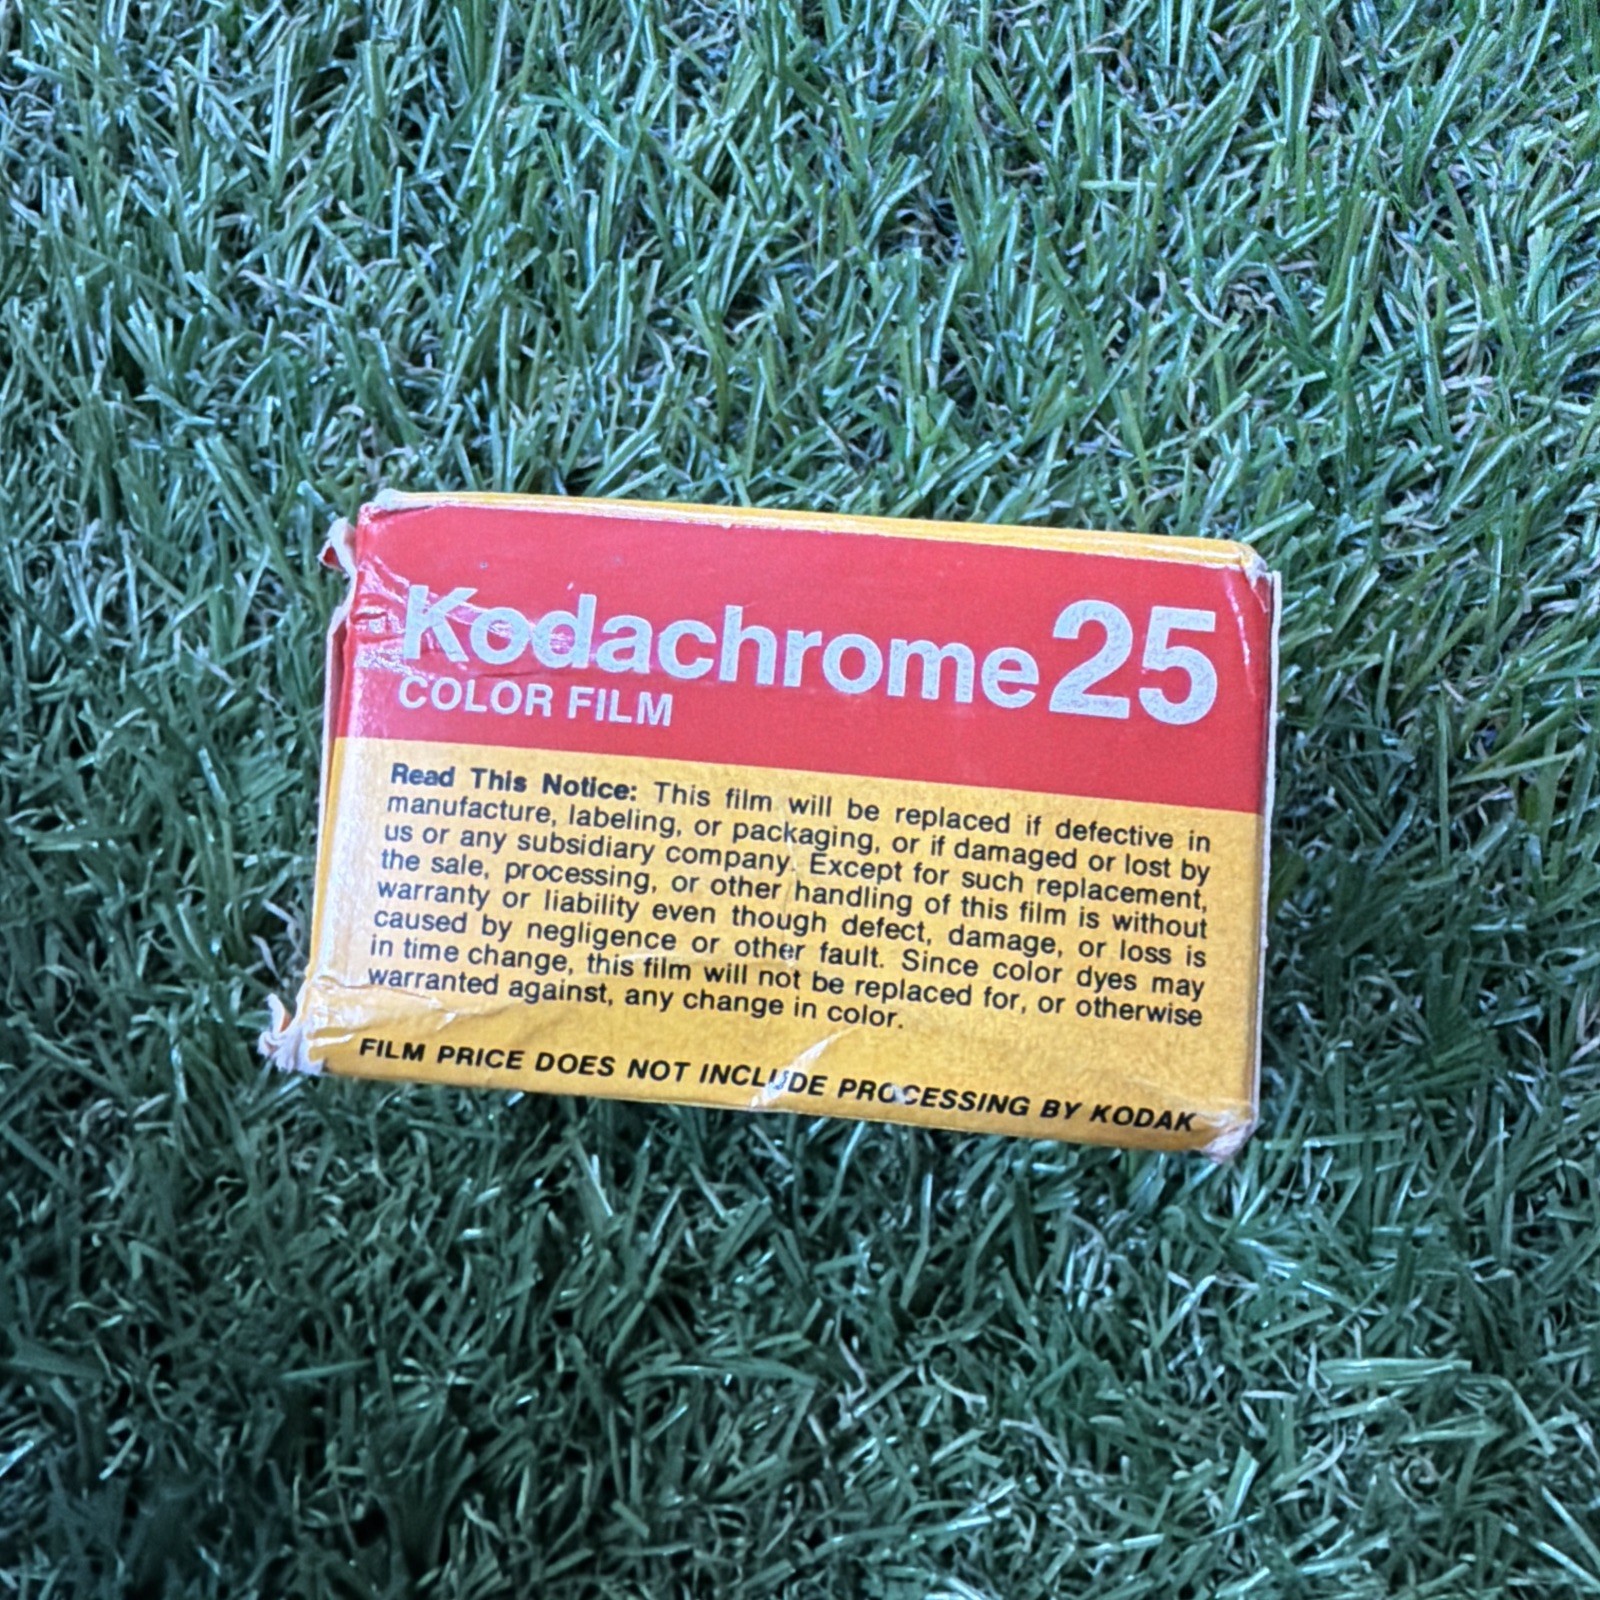 Kodachrome 25
COLOR FILM
Read This Notice: This film will be replaced if defective in
manufacture, labeling, or packaging, or if damaged or lost by
us or any subsidiary company. Except for such replacement,
the sale, processing, or other handling of this film is without
warranty or liability even though defect, damage, or loss is
caused by negligence or other fault. Since color dyes may
in time change, this film will not be replaced for, or otherwise
warranted against, any change in color.
FILM PRICE DOES NOT INCLUDE PROCESSING BY KODAK